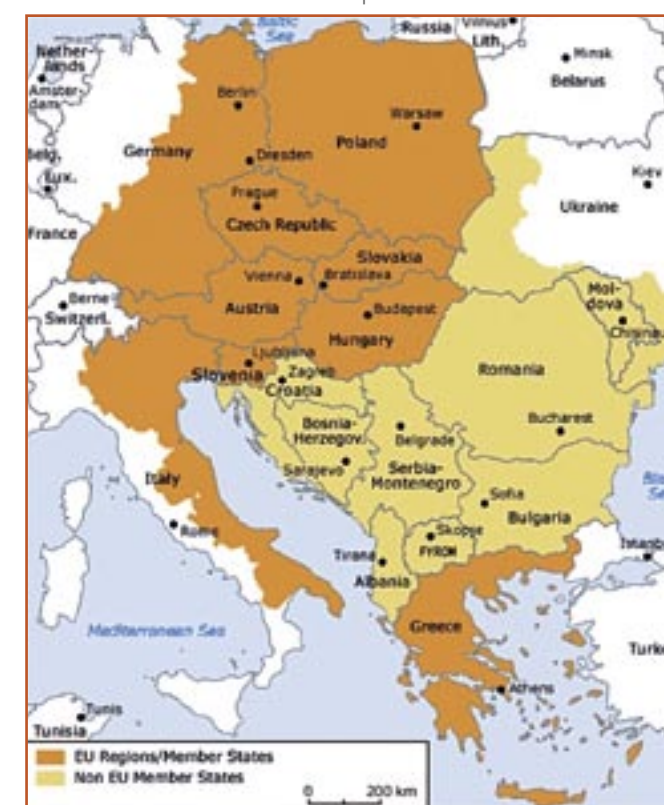 Baltic
Sea
Russia
Vilnius
Lith.
Nether-
lands
Amster-
dam
Minsk
Belarus
Berlin
Warsaw
Poland
Germany
Dresden
Belg.
Lux.
Kiev
Prague
Ukraine
Czech Republic
France
Slovakia
Vienna
Bratislava
Berne
Switzerl.
Austria
Budapest
Hungary
Mol-
dova
Chisina
Ljubljana
Slovenia
Zagreb
Croatia
Romania
Bosnia-
Herzegov.
Belgrade
Bucharest
Sarajevo
Serbia-
Montenegro
Italy
Sofia
Bulgaria
Rome
Skopje
FYROM
Tirana
Albania
Istanb
Greece
Mediterranean Sea
Turk
Athens
Tunis
Tunisia
EU Regions/Member States
Non EU Member States
0 200 km